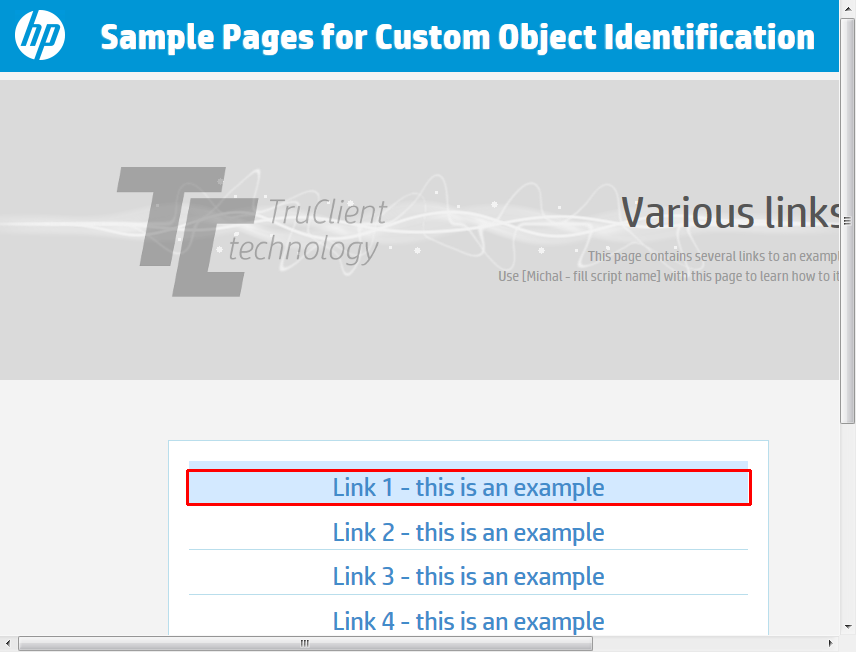 hp
Sample Pages for Custom Object Identification
TC
TruClient
technology
Various links
This page contains several links to an exampl
Use [Michal - fill script name] with this page to learn how to it
Link 1 - this is an example
Link 2 - this is an example
Link 3 - this is an example
Link 4 - this is an example